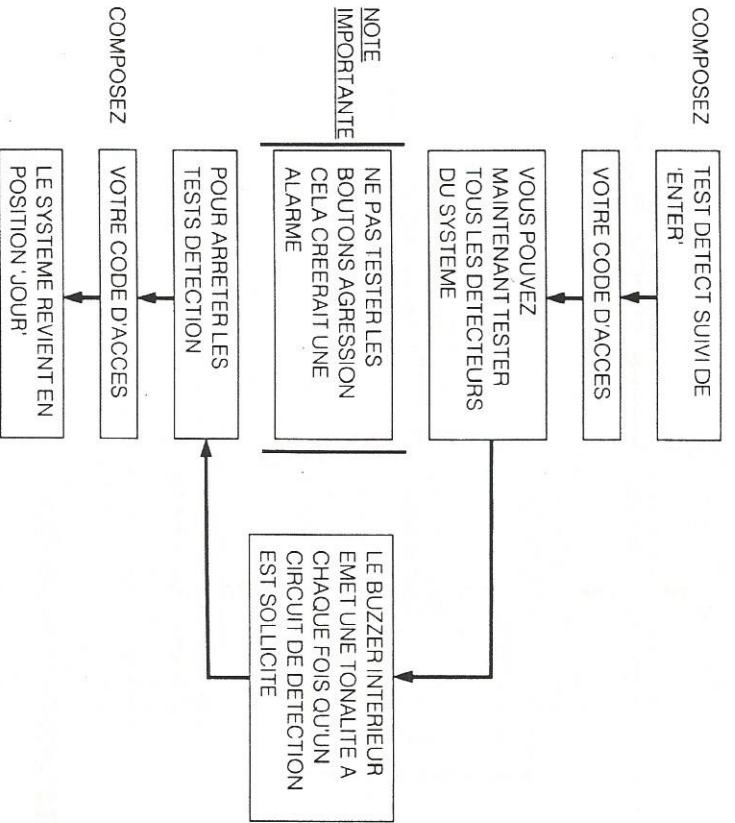 COMPOSEZ
TEST DETECT SUIVI DE
'ENTER'
VOTRE CODE D'ACCES
VOUS POUVEZ
MAINTENANT TESTER
TOUS LES DETECTEURS
DU SYSTEME
LE BUZZER INTERIEUR
EMET UNE TONALITE A
CHAQUE FOIS QU'UN
CIRCUIT DE DETECTION
EST SOLLICITE
NOTE
IMPORTANTE
NE PAS TESTER LES
BOUTONS AGRESSION
CELA CREERAIT UNE
ALARME
POUR ARRETER LES
TESTS DETECTION
COMPOSEZ
VOTRE CODE D'ACCES
LE SYSTEME REVIENT EN
POSITION 'JOUR'